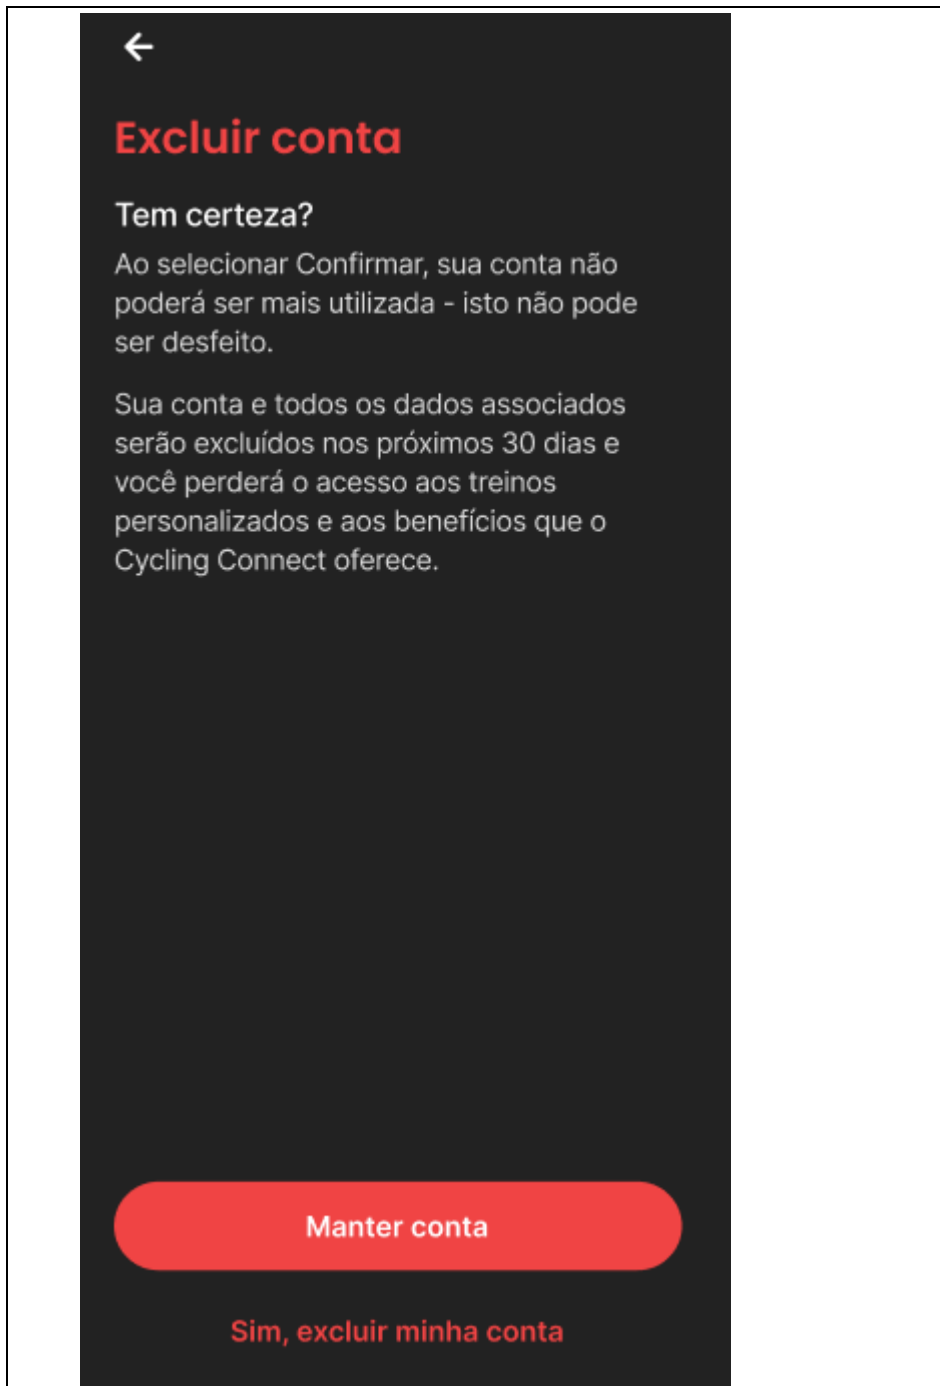 Excluir conta
Tem certeza?
Ao selecionar Confirmar, sua conta não
poderá ser mais utilizada - isto não pode
ser desfeito.
Sua conta e todos os dados associados
serão excluídos nos próximos 30 dias e
você perderá o acesso aos treinos
personalizados e aos benefícios que o
Cycling Connect oferece.
Manter conta
Sim, excluir minha conta